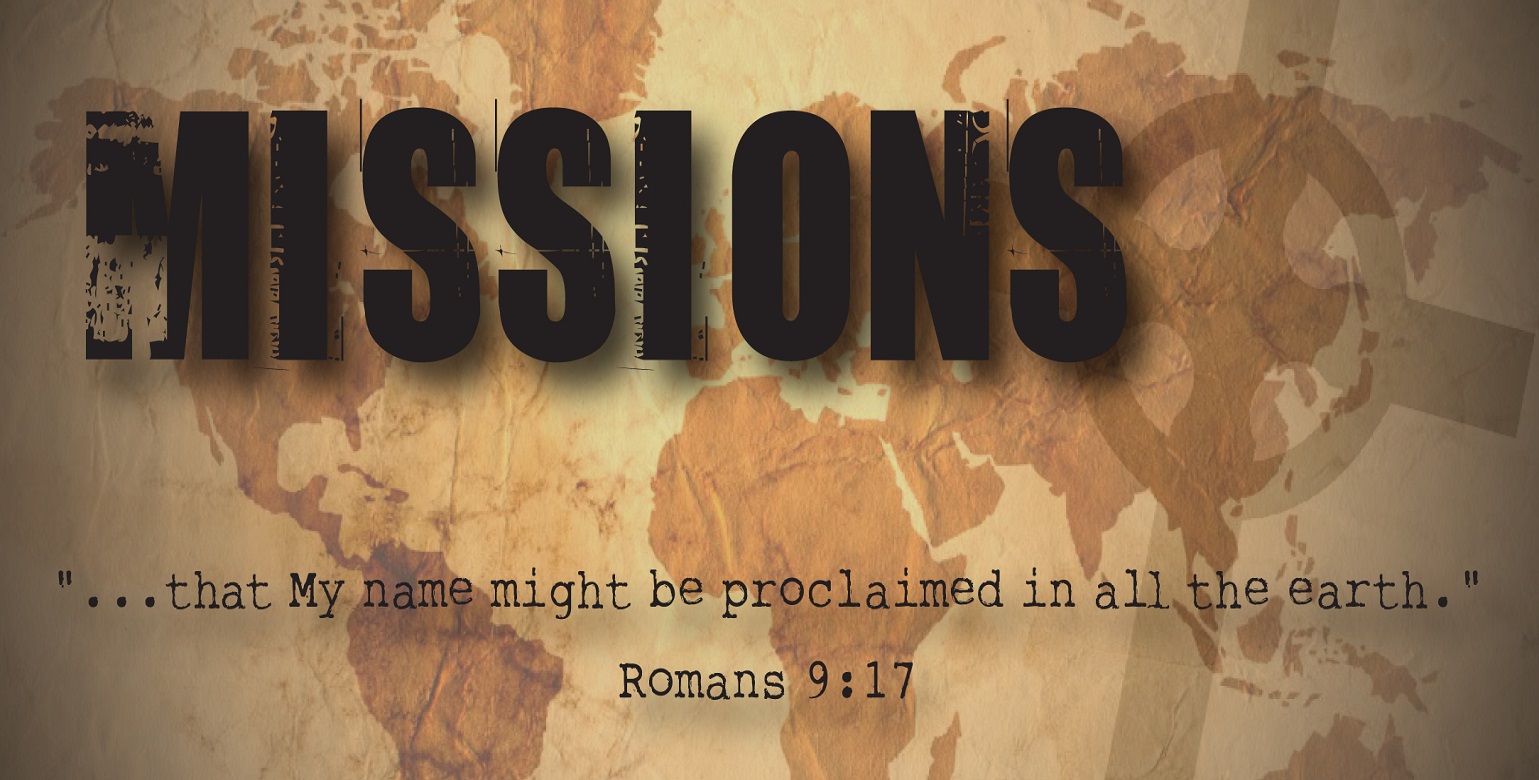 MISSIONS
"...that My name might be proclaimed in all the earth."
Romans 9:17